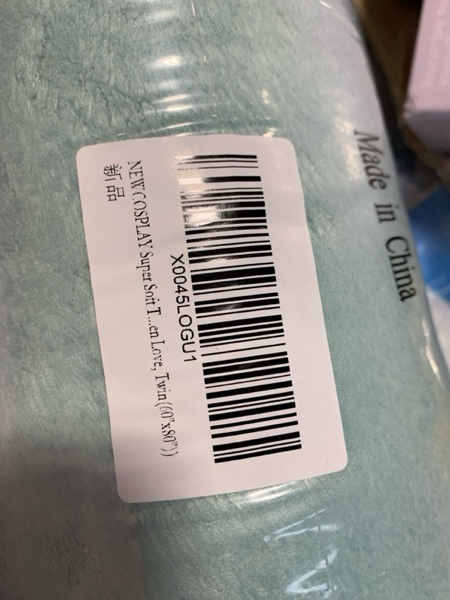 X0045LOGU1
NEW COSPLAY Super Soft T...en Love, Twin(60"x80"))
新品
Made in China